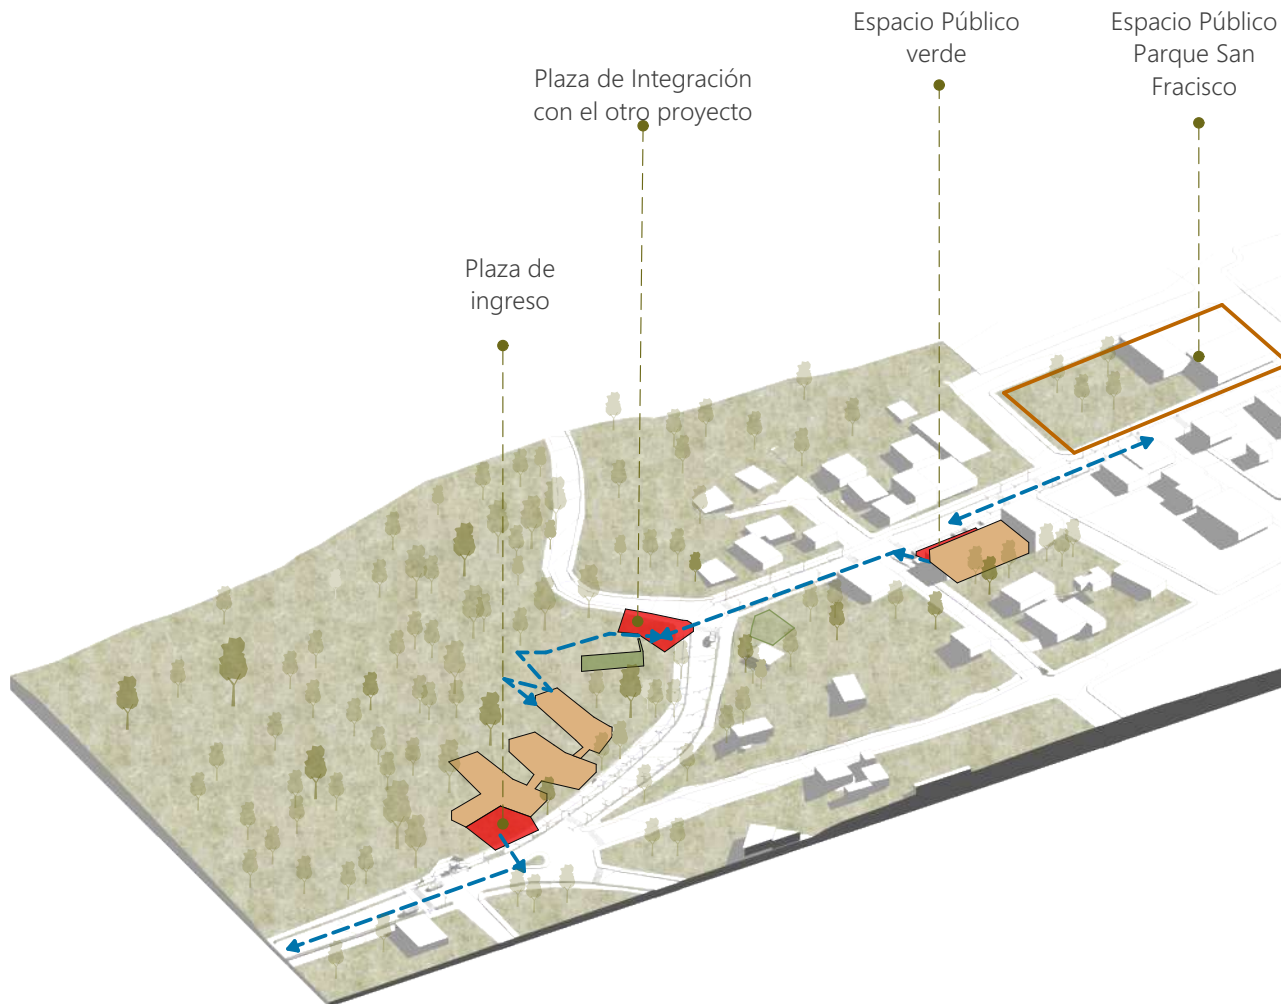 Espacio Público
verde
Espacio Público
Parque San
Fracisco
Plaza de Integración
con el otro proyecto
Plaza de
ingreso